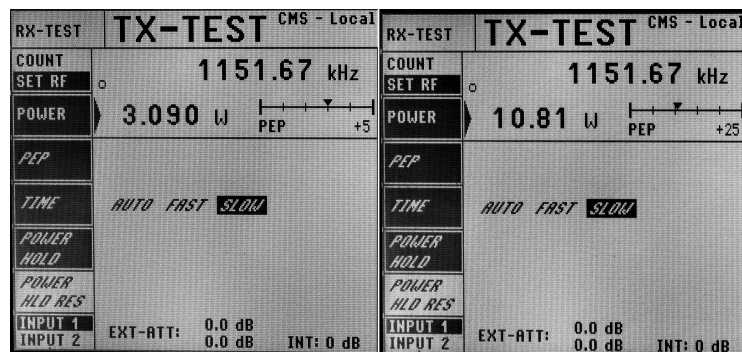 RX-TEST TX-TEST CMS - Local
COUNT
SET RF 1151.67 kHz
POWER 3.090 W PEP +5
PEP
TIME AUTO FAST SLOW
POWER
HOLD
POWER
HLD RES
INPUT 1 EXT-ATT: 0.0 dB
INPUT 2 0.0 dB INT: 0 dB
RX-TEST TX-TEST CMS - Local
COUNT
SET RF 1151.67 kHz
POWER 10.81 W PEP +25
PEP
TIME AUTO FAST SLOW
POWER
HOLD
POWER
HLD RES
INPUT 1 EXT-ATT: 0.0 dB
INPUT 2 0.0 dB INT: 0 dB